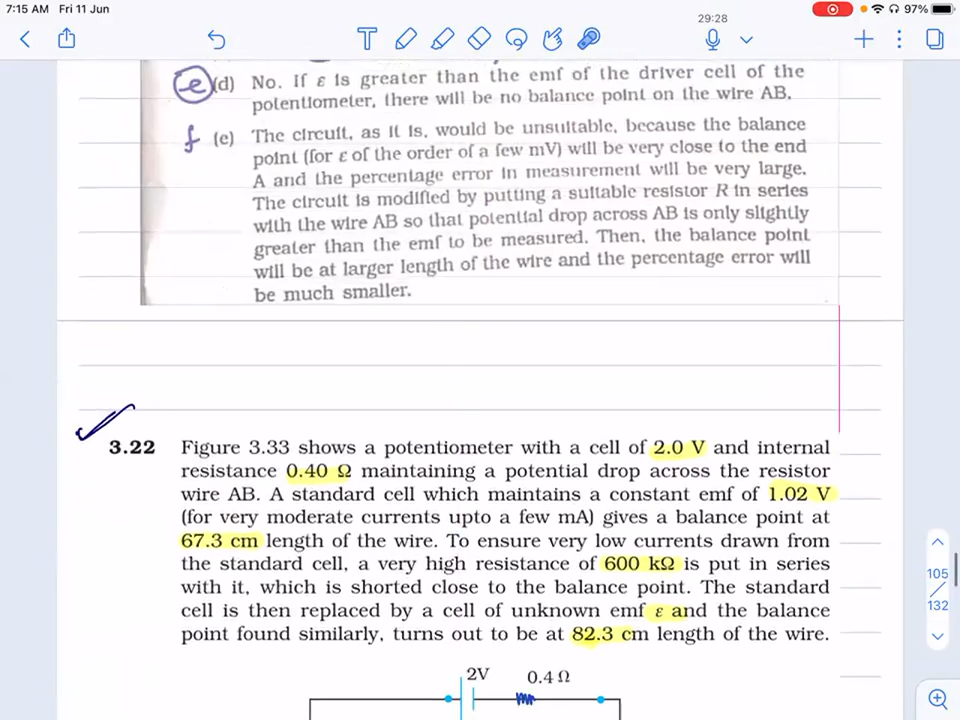 7:15 AM Fri 11 Jun
97%
29:28
T
e (d) No. If ε is greater than the emf of the driver cell of the
potentiometer, there will be no balance point on the wire AB.
f (e) The circuit, as it is, would be unsuitable, because the balance
point (for ε of the order of a few mV) will be very close to the end
A and the percentage error in measurement will be very large.
The circuit is modified by putting a suitable resistor R in series
with the wire AB so that potential drop across AB is only slightly
greater than the emf to be measured. Then, the balance point
will be at larger length of the wire and the percentage error will
be much smaller.
3.22 Figure 3.33 shows a potentiometer with a cell of 2.0 V and internal
resistance 0.40 Ω maintaining a potential drop across the resistor
wire AB. A standard cell which maintains a constant emf of 1.02 V
(for very moderate currents upto a few mA) gives a balance point at
67.3 cm length of the wire. To ensure very low currents drawn from
the standard cell, a very high resistance of 600 kΩ is put in series
with it, which is shorted close to the balance point. The standard
cell is then replaced by a cell of unknown emf ε and the balance
point found similarly, turns out to be at 82.3 cm length of the wire.
2V 0.4 Ω
105
/
132